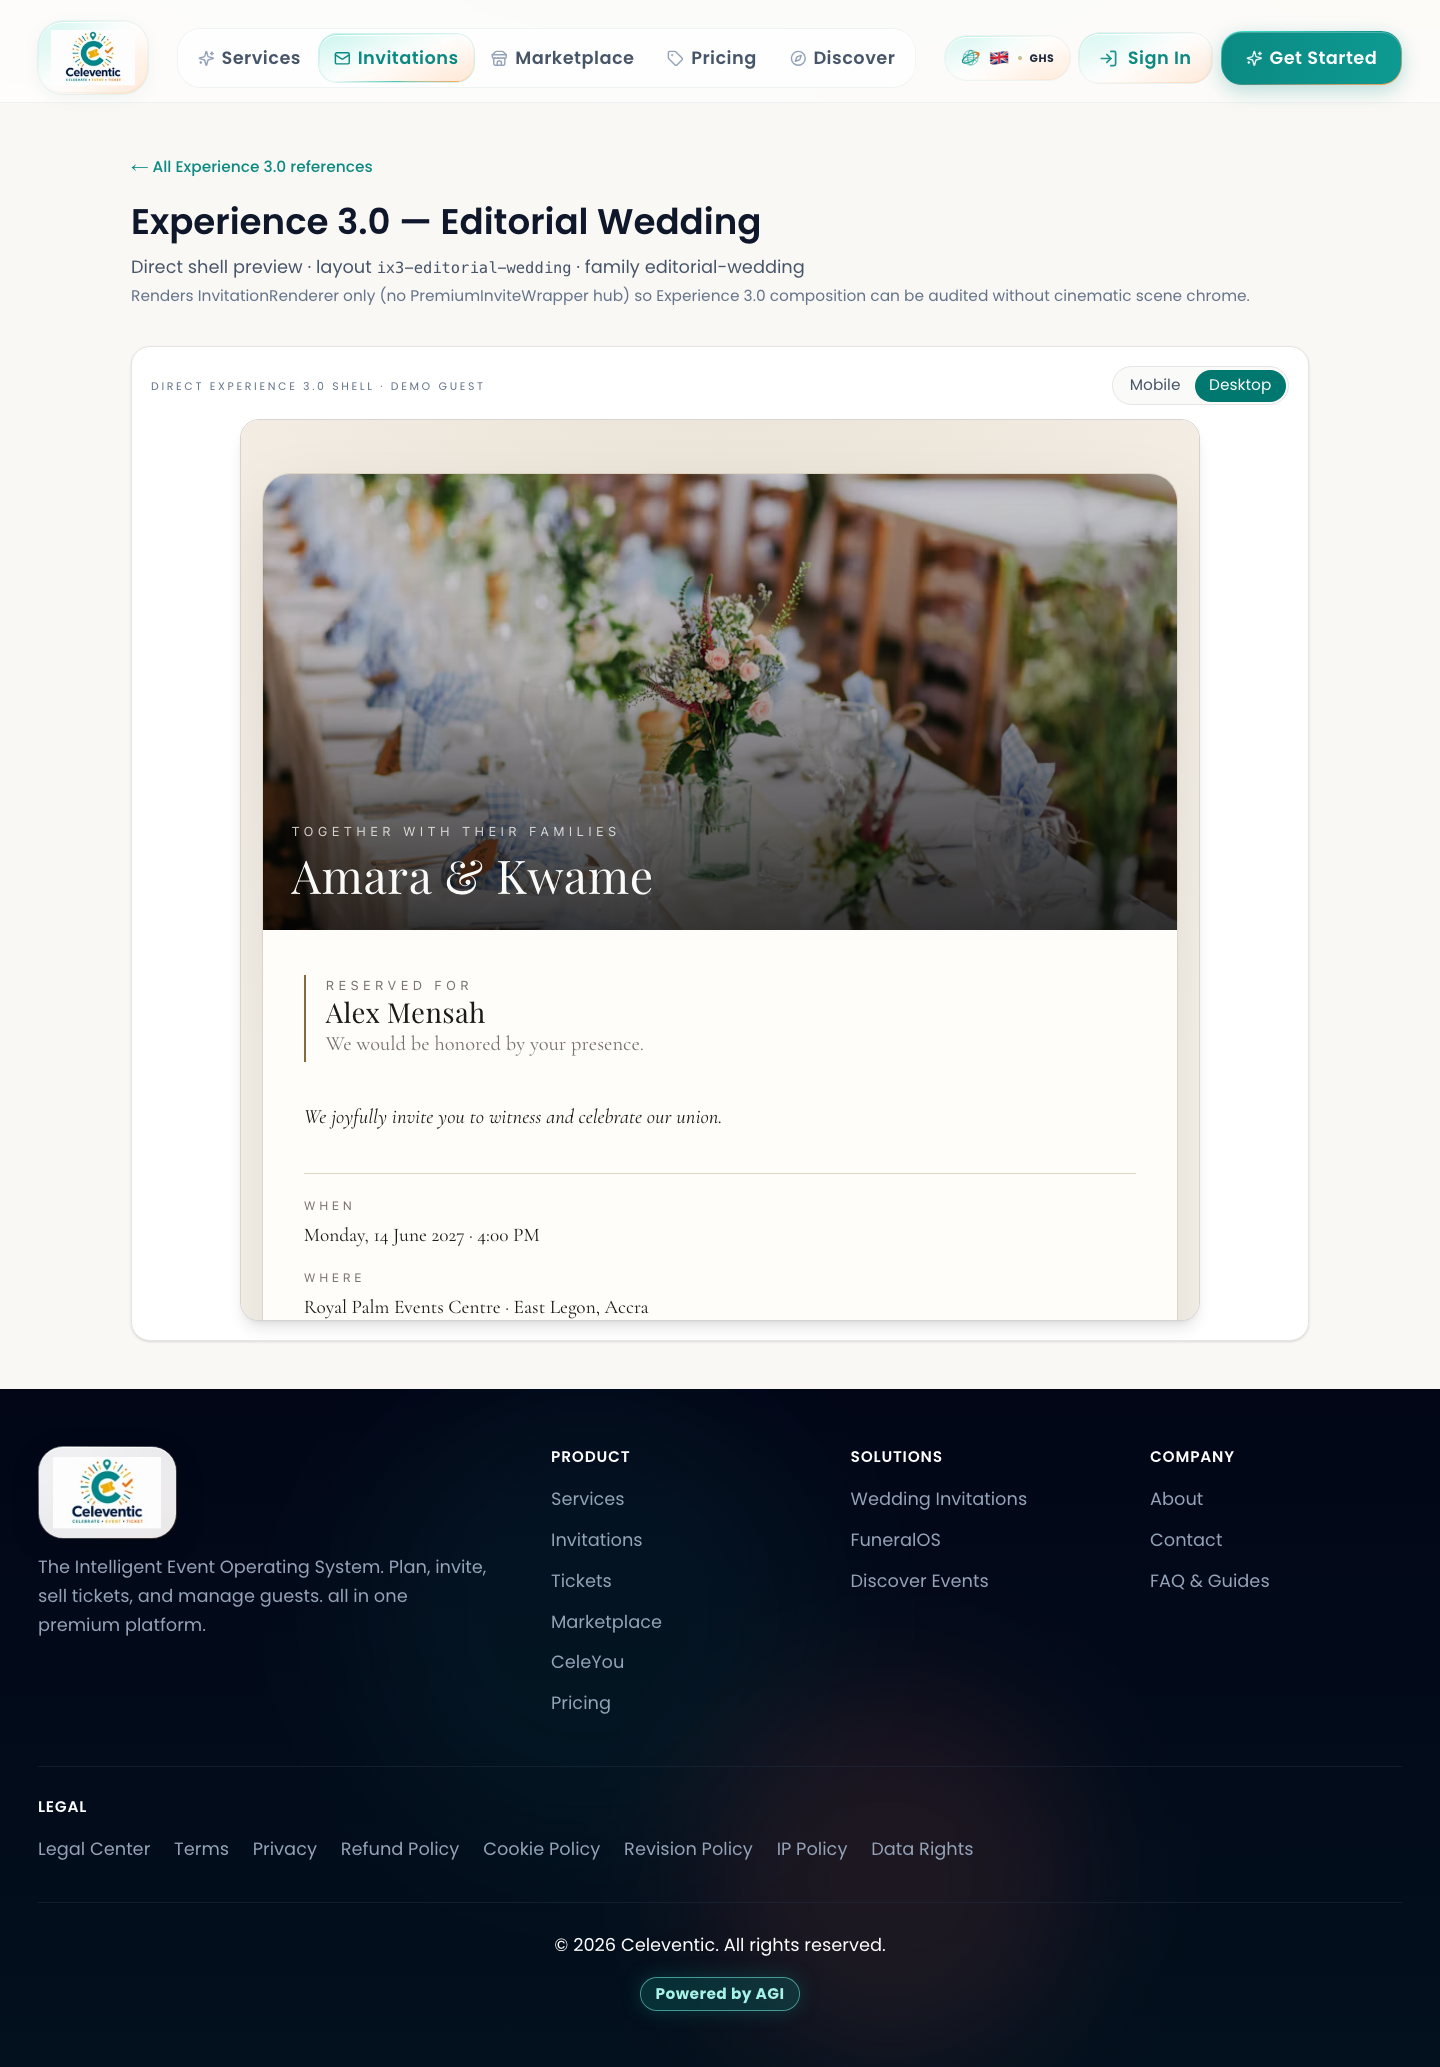 Celeventic
CELEBRATE • EVENT • TICKET
Services
Invitations
Marketplace
Pricing
Discover
GHS
Sign In
Get Started
← All Experience 3.0 references
Experience 3.0 — Editorial Wedding
Direct shell preview · layout ix3-editorial-wedding · family editorial-wedding
Renders InvitationRenderer only (no PremiumInviteWrapper hub) so Experience 3.0 composition can be audited without cinematic scene chrome.
DIRECT EXPERIENCE 3.0 SHELL · DEMO GUEST
Mobile
Desktop
TOGETHER WITH THEIR FAMILIES
Amara & Kwame
RESERVED FOR
Alex Mensah
We would be honored by your presence.
We joyfully invite you to witness and celebrate our union.
WHEN
Monday, 14 June 2027 · 4:00 PM
WHERE
Royal Palm Events Centre · East Legon, Accra
Celeventic
CELEBRATE • EVENT • TICKET
The Intelligent Event Operating System. Plan, invite,
sell tickets, and manage guests. all in one
premium platform.
PRODUCT
Services
Invitations
Tickets
Marketplace
CeleYou
Pricing
SOLUTIONS
Wedding Invitations
FuneralOS
Discover Events
COMPANY
About
Contact
FAQ & Guides
LEGAL
Legal Center
Terms
Privacy
Refund Policy
Cookie Policy
Revision Policy
IP Policy
Data Rights
© 2026 Celeventic. All rights reserved.
Powered by AGI